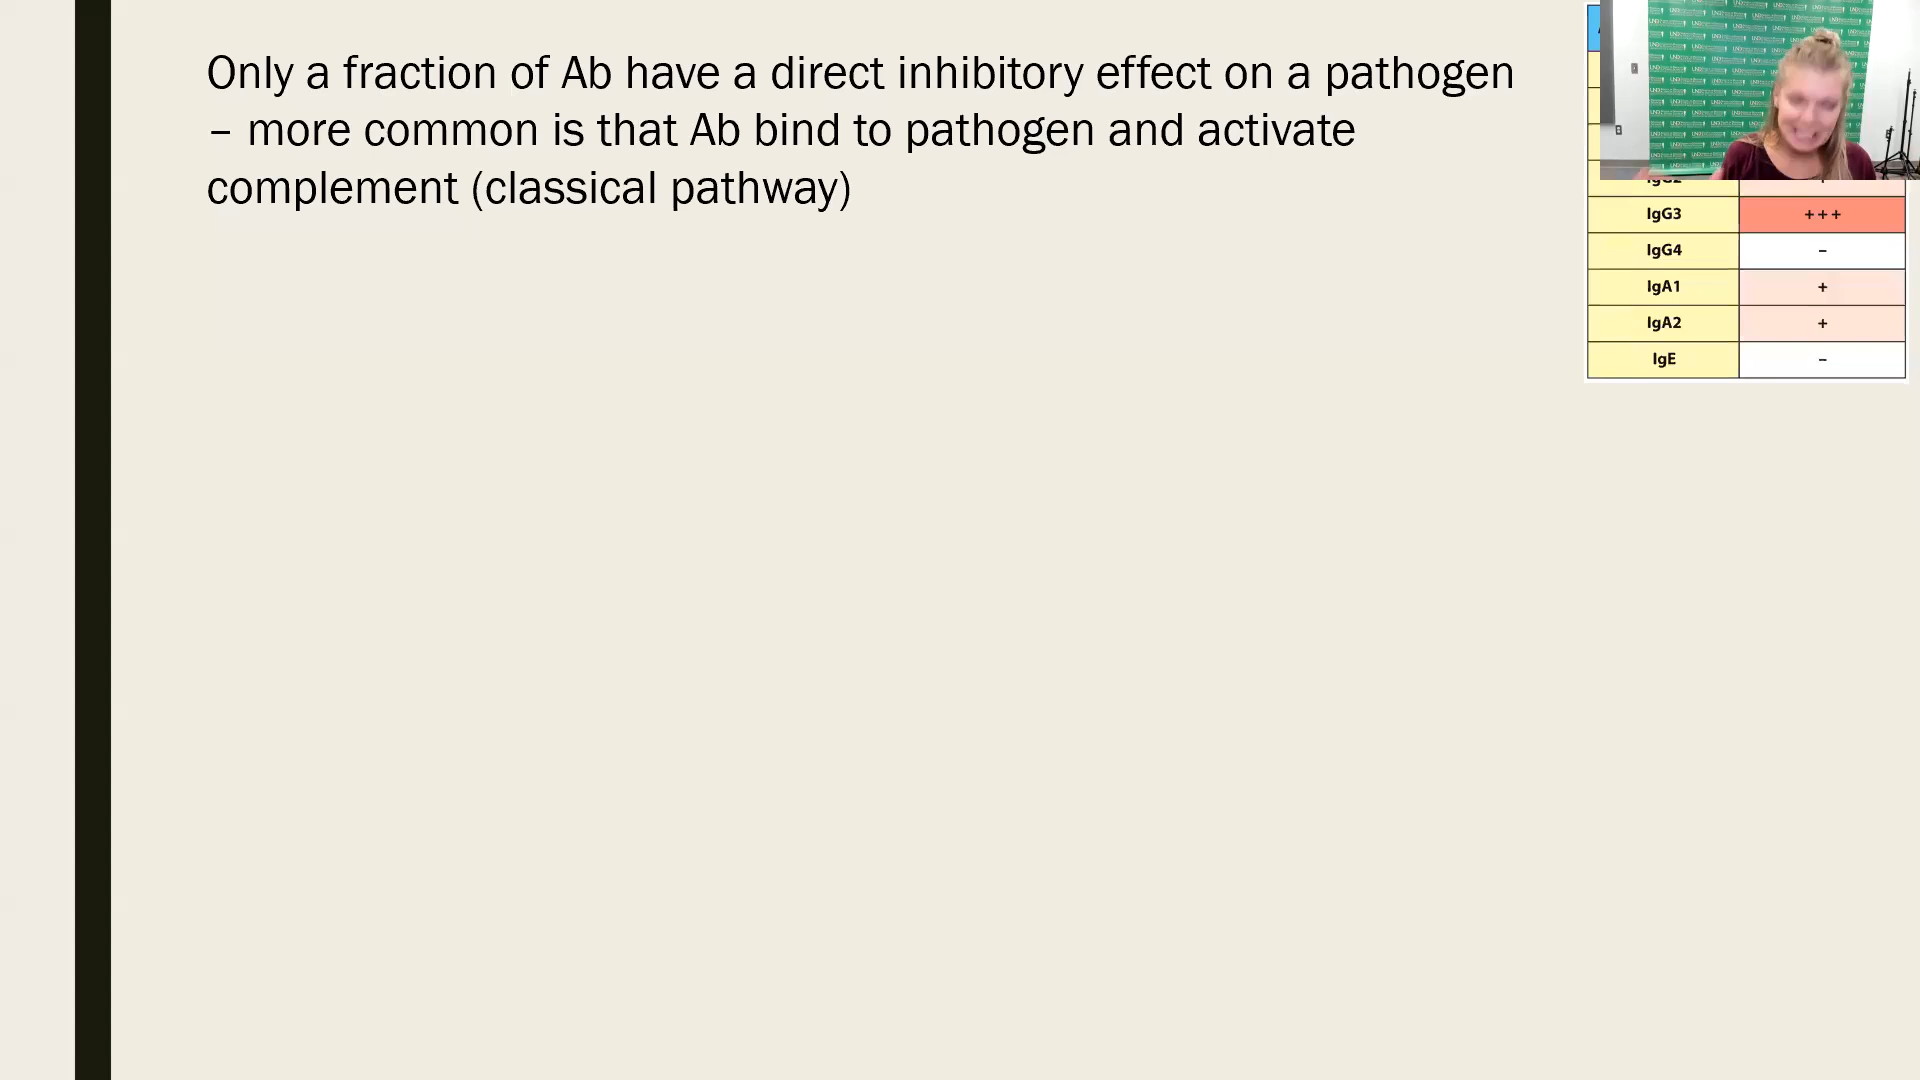 Only a fraction of Ab have a direct inhibitory effect on a pathogen
– more common is that Ab bind to pathogen and activate
complement (classical pathway)
IgG3 +++
IgG4 –
IgA1 +
IgA2 +
IgE –